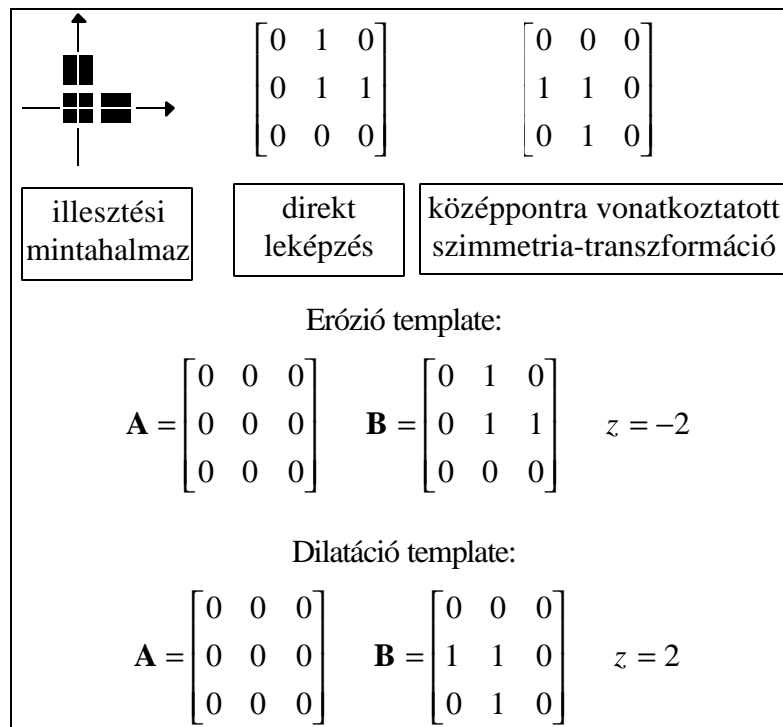 0 1 0
0 1 1
0 0 0
0 0 0
1 1 0
0 1 0
illesztési
mintahalmaz
direkt
leképzés
középpontra vonatkoztatott
szimmetria-transzformáció
Erózió template:
A = [0 0 0; 0 0 0; 0 0 0] B = [0 1 0; 0 1 1; 0 0 0] z = −2
Dilatáció template:
A = [0 0 0; 0 0 0; 0 0 0] B = [0 0 0; 1 1 0; 0 1 0] z = 2